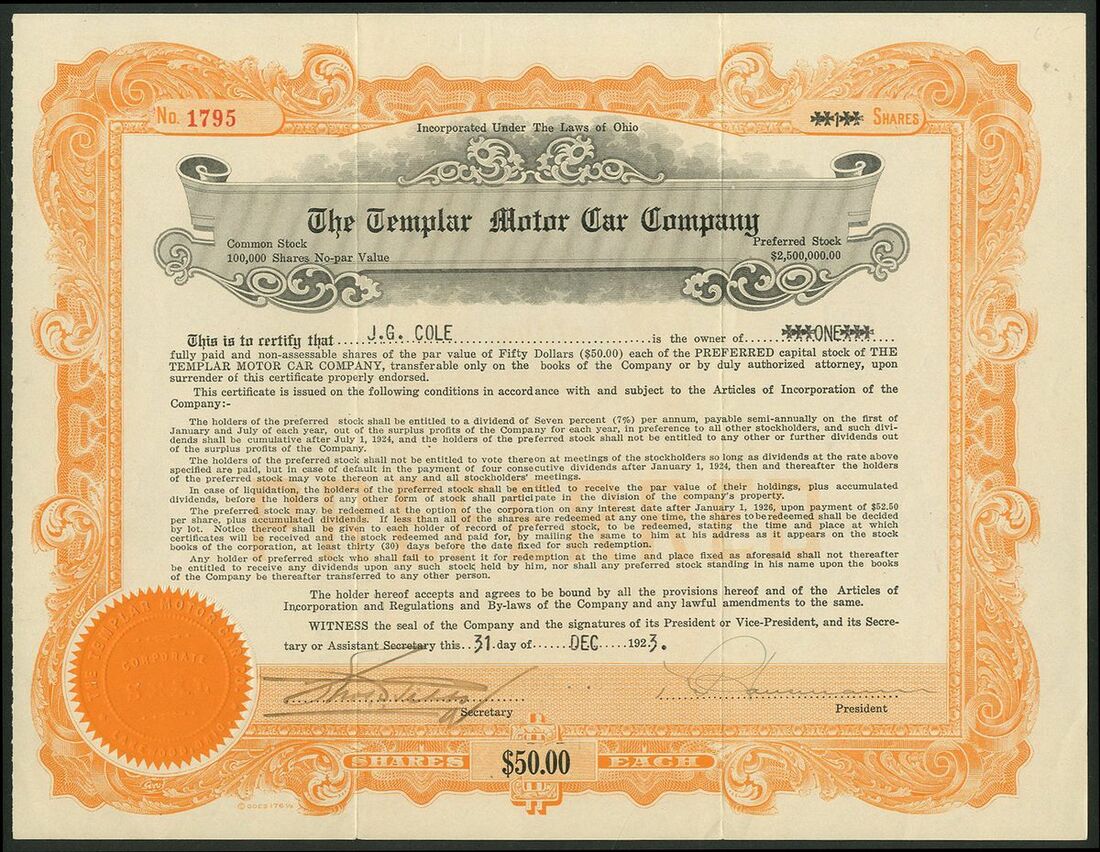 No. 1795
**1** SHARES
Incorporated Under The Laws of Ohio
The Templar Motor Car Company
Common Stock
100,000 Shares No-par Value
Preferred Stock
$2,500,000.00
This is to certify that......J.G. COLE......is the owner of......***ONE***....
fully paid and non-assessable shares of the par value of Fifty Dollars ($50.00) each of the PREFERRED capital stock of THE
TEMPLAR MOTOR CAR COMPANY, transferable only on the books of the Company or by duly authorized attorney, upon
surrender of this certificate properly endorsed.
This certificate is issued on the following conditions in accordance with and subject to the Articles of Incorporation of the
Company:-
The holders of the preferred stock shall be entitled to a dividend of Seven percent (7%) per annum, payable semi-annually on the first of
January and July of each year, out of the surplus profits of the Company for each year, in preference to all other stockholders, and such divi-
dends shall be cumulative after July 1, 1924, and the holders of the preferred stock shall not be entitled to any other or further dividends out
of the surplus profits of the Company.
The holders of the preferred stock shall not be entitled to vote thereon at meetings of the stockholders so long as dividends at the rate above
specified are paid, but in case of default in the payment of four consecutive dividends after January 1, 1924, then and thereafter the holders
of the preferred stock may vote thereon at any and all stockholders' meetings.
In case of liquidation, the holders of the preferred stock shall be entitled to receive the par value of their holdings, plus accumulated
dividends, before the holders of any other form of stock shall participate in the division of the company's property.
The preferred stock may be redeemed at the option of the corporation on any interest date after January 1, 1926, upon payment of $52.50
per share, plus accumulated dividends. If less than all of the shares are redeemed at any one time, the shares to be redeemed shall be decided
by lot. Notice thereof shall be given to each holder of record of preferred stock, to be redeemed, stating the time and place at which
certificates will be received and the stock redeemed and paid for, by mailing the same to him at his address as it appears on the stock
books of the corporation, at least thirty (30) days before the date fixed for such redemption.
Any holder of preferred stock who shall fail to present it for redemption at the time and place fixed as aforesaid shall not thereafter
be entitled to receive any dividends upon any such stock held by him, nor shall any preferred stock standing in his name upon the books
of the Company be thereafter transferred to any other person.
The holder hereof accepts and agrees to be bound by all the provisions hereof and of the Articles of
Incorporation and Regulations and By-laws of the Company and any lawful amendments to the same.
WITNESS the seal of the Company and the signatures of its President or Vice-President, and its Secre-
tary or Assistant Secretary this..31.day of......DEC.....1923.
THE TEMPLAR MOTOR
CORPORATE
SEAL
Secretary
President
SHARES $50.00 EACH
Goes
© GOES 176½